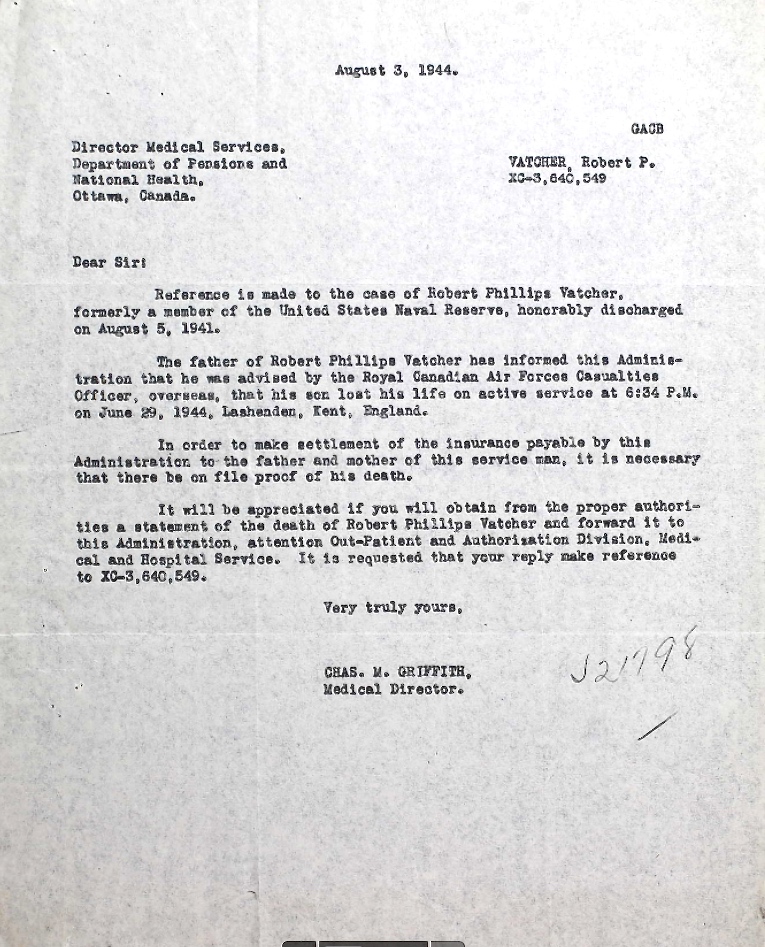 August 3, 1944.
GACB
Director Medical Services,
Department of Pensions and
National Health,
Ottawa, Canada.
VATCHER, Robert P.
XC-3,640,549
Dear Sir:
Reference is made to the case of Robert Phillips Vatcher,
formerly a member of the United States Naval Reserve, honorably discharged
on August 5, 1941.
The father of Robert Phillips Vatcher has informed this Adminis-
tration that he was advised by the Royal Canadian Air Forces Casualties
Officer, overseas, that his son lost his life on active service at 6:34 P.M.
on June 29, 1944, Lashenden, Kent, England.
In order to make settlement of the insurance payable by this
Administration to the father and mother of this service man, it is necessary
that there be on file proof of his death.
It will be appreciated if you will obtain from the proper authori-
ties a statement of the death of Robert Phillips Vatcher and forward it to
this Administration, attention Out-Patient and Authorization Division, Medi-
cal and Hospital Service. It is requested that your reply make reference
to XC-3,640,549.
Very truly yours,
CHAS. M. GRIFFITH,
Medical Director.
J21798